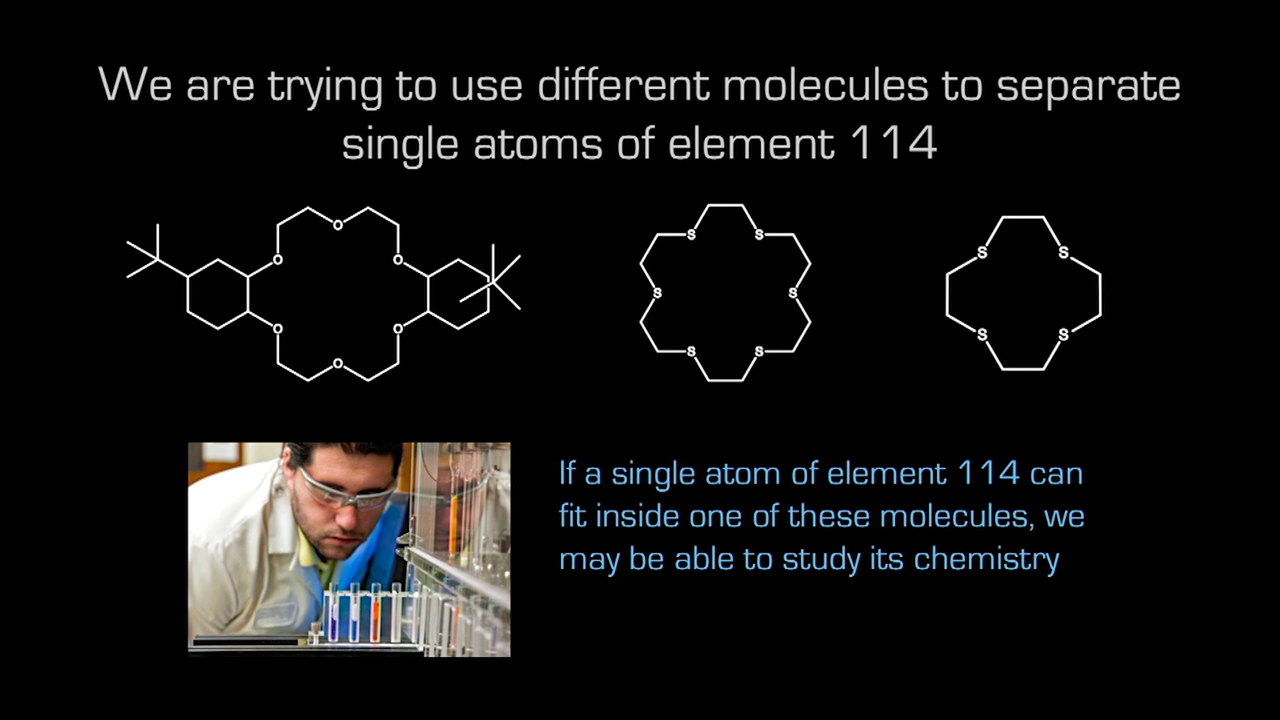 We are trying to use different molecules to separate
single atoms of element 114
O
O O
O O
O
S S
S S
S S
S S
S S
If a single atom of element 114 can
fit inside one of these molecules, we
may be able to study its chemistry